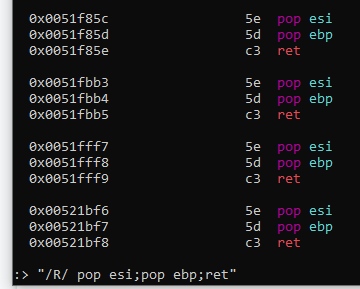 0x0051f85c 5e pop esi
0x0051f85d 5d pop ebp
0x0051f85e c3 ret
0x0051fbb3 5e pop esi
0x0051fbb4 5d pop ebp
0x0051fbb5 c3 ret
0x0051fff7 5e pop esi
0x0051fff8 5d pop ebp
0x0051fff9 c3 ret
0x00521bf6 5e pop esi
0x00521bf7 5d pop ebp
0x00521bf8 c3 ret
:> "/R/ pop esi;pop ebp;ret"